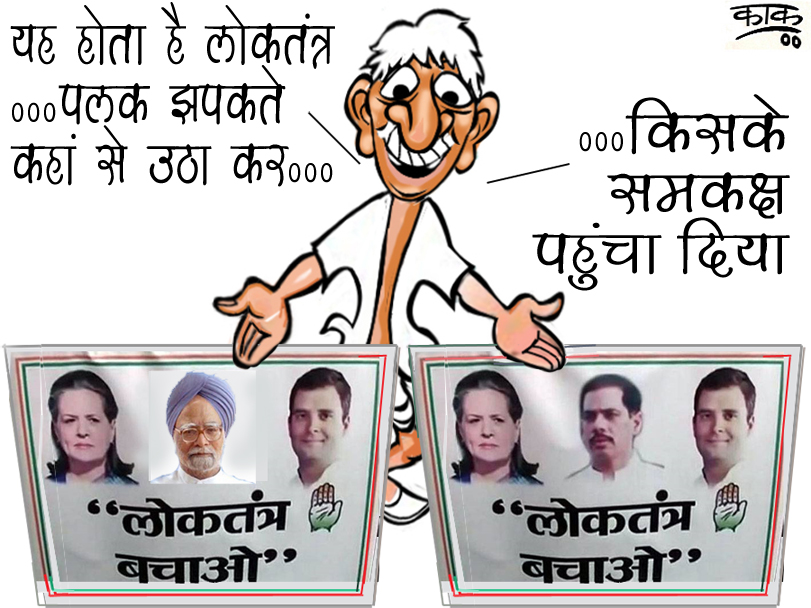 काक
यह होता है लोकतंत्र
...पलक झपकते
कहां से उठा कर...
...किसके
समकक्ष
पहुंचा दिया
“लोकतंत्र
बचाओ”
“लोकतंत्र
बचाओ”